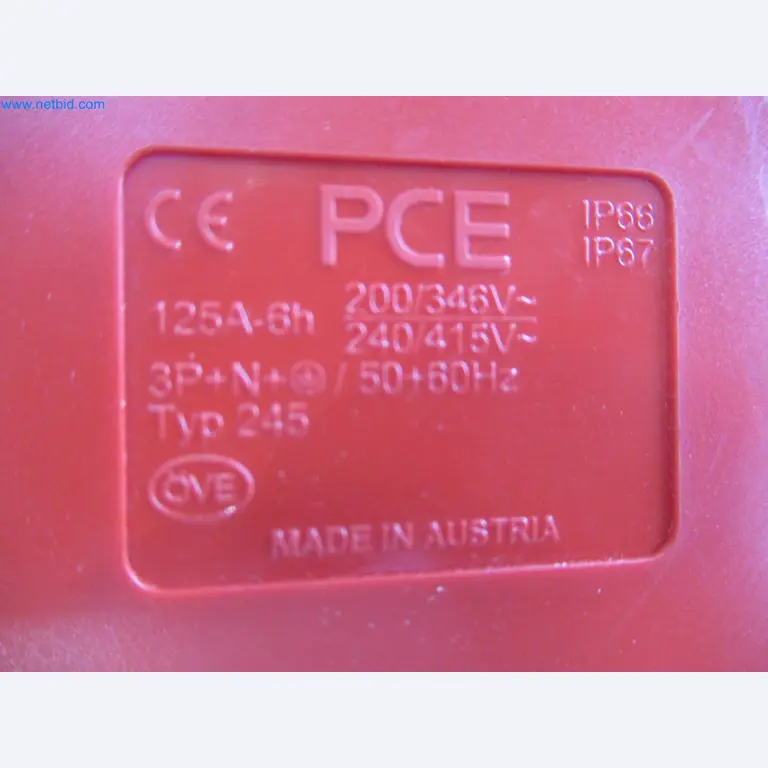 www.netbid.com
CE PCE IP66
IP67
125A-6h 200/346V~
240/415V~
3P+N+⏚ / 50+60Hz
Typ 245
ÖVE
MADE IN AUSTRIA